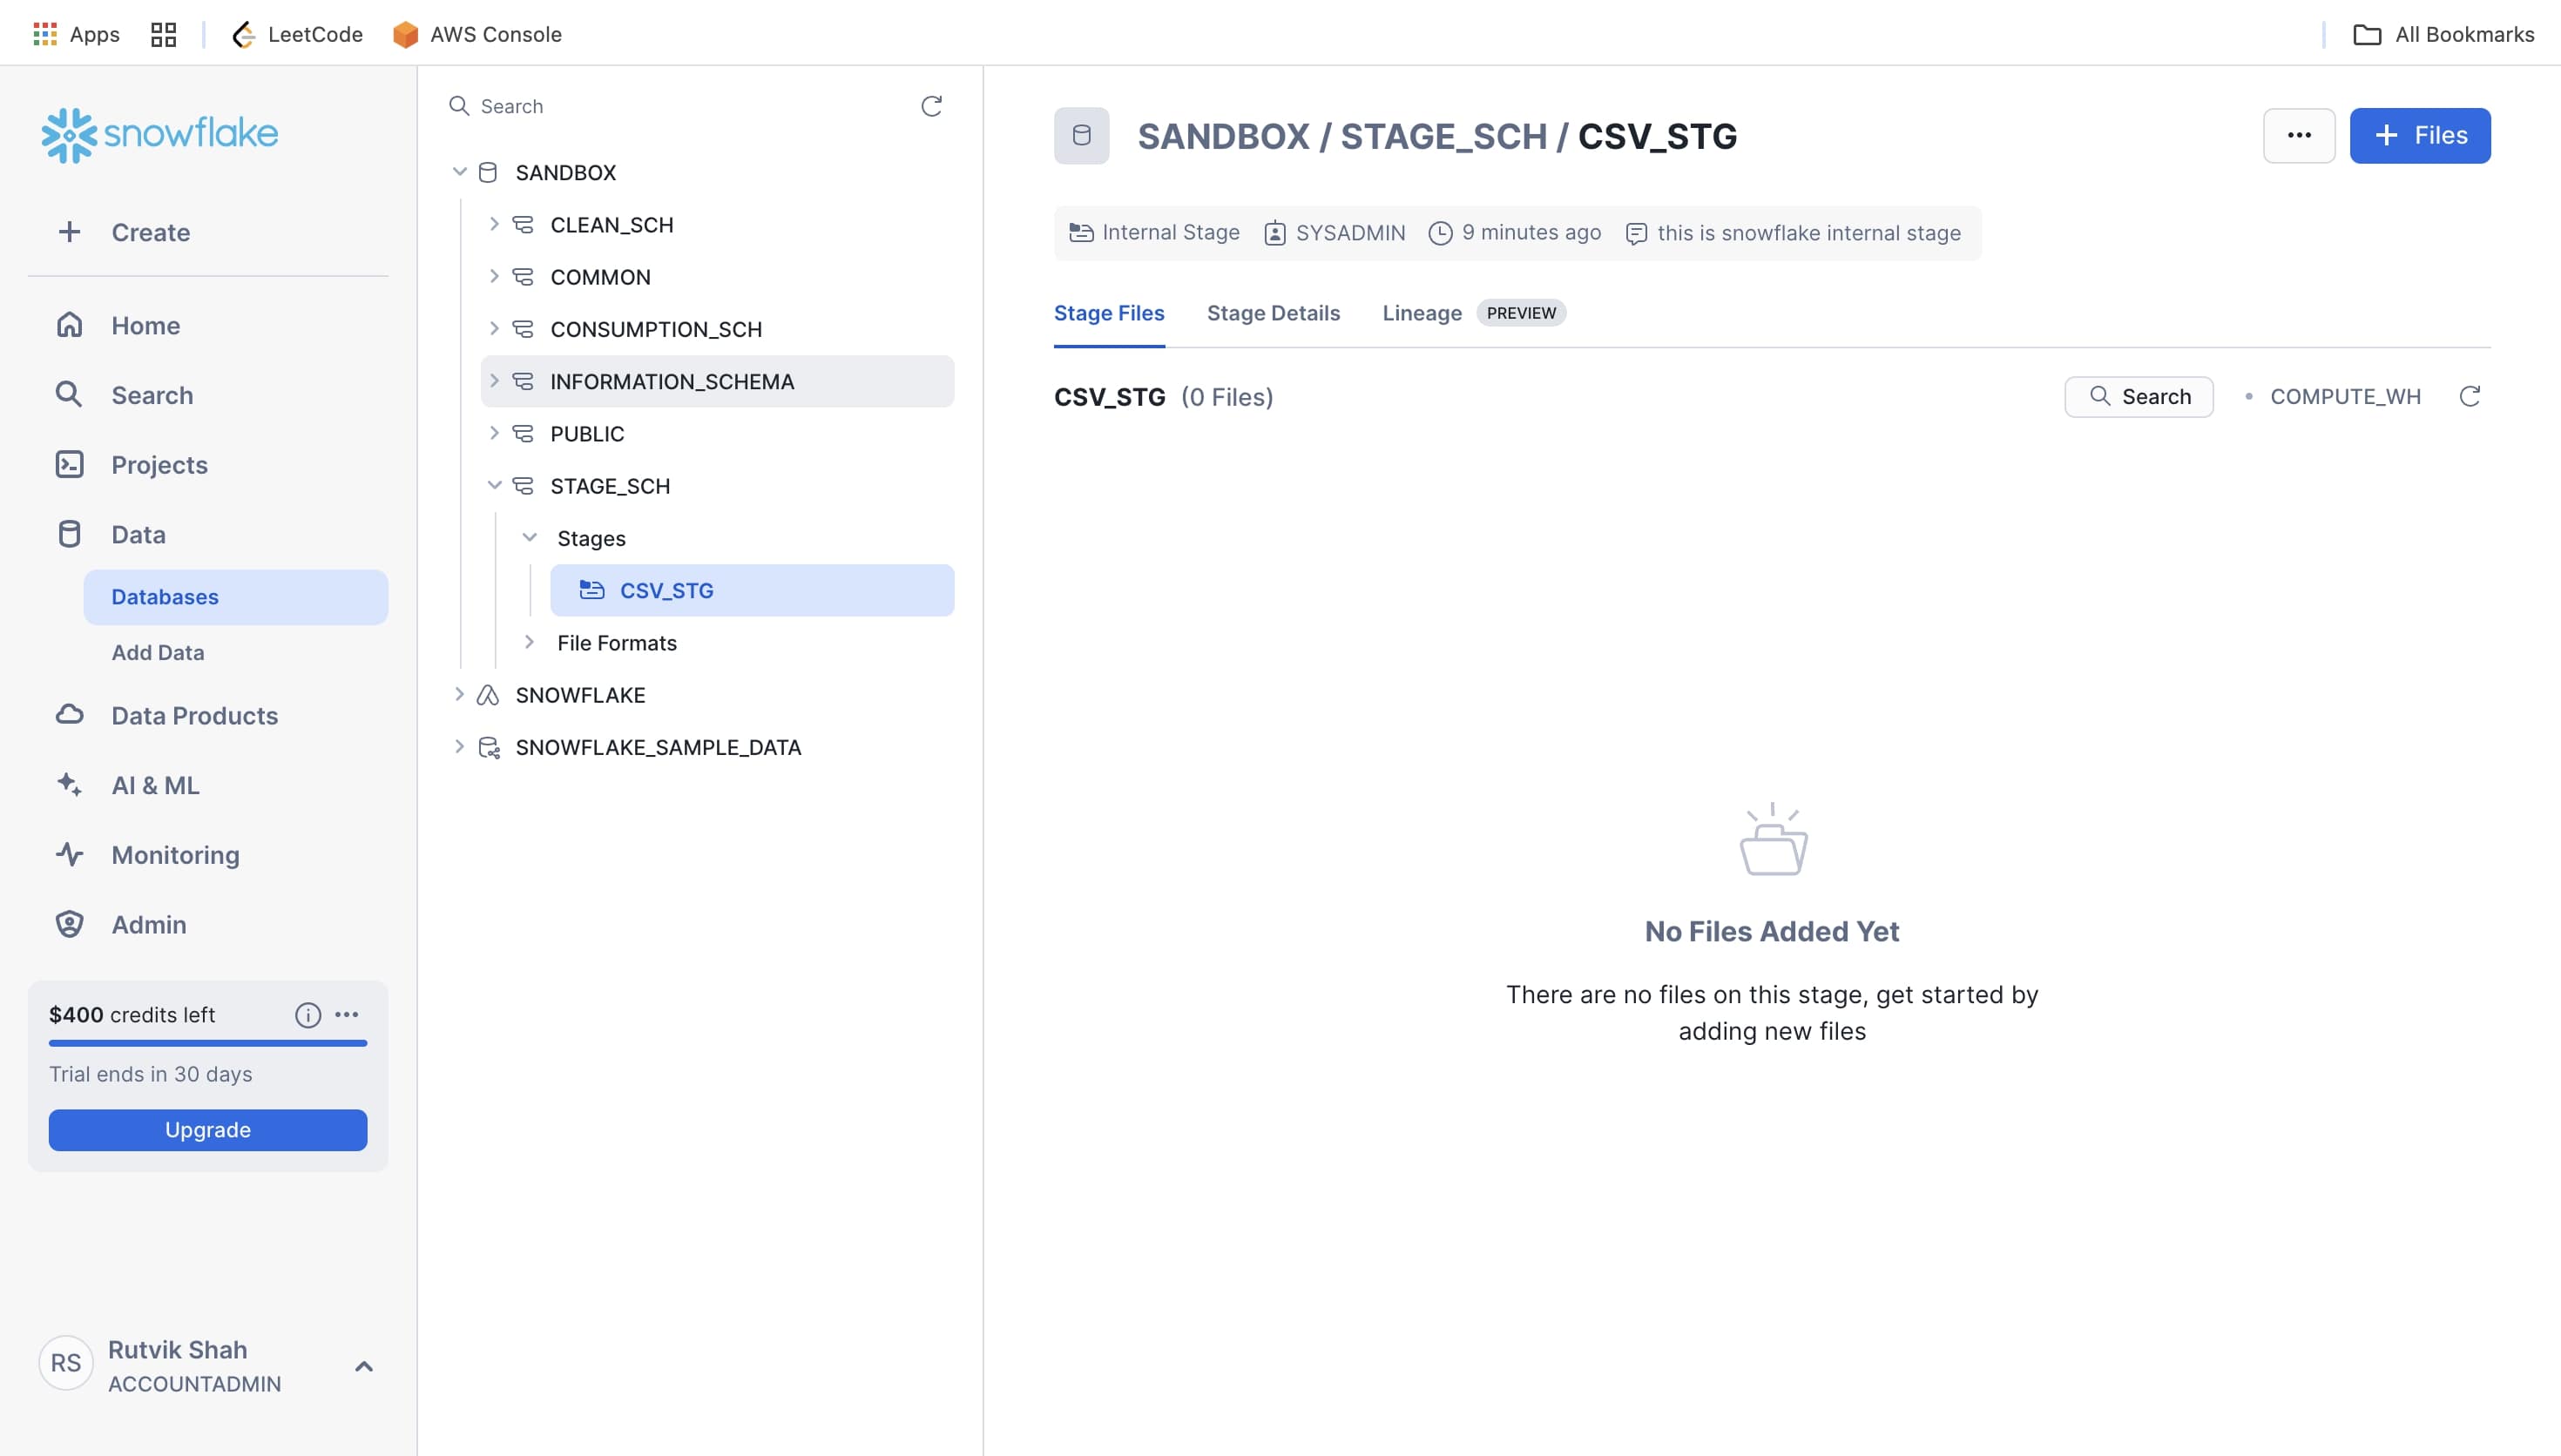 Apps
LeetCode
AWS Console
All Bookmarks
snowflake
Create
Home
Search
Projects
Data
Databases
Add Data
Data Products
AI & ML
Monitoring
Admin
$400 credits left
Trial ends in 30 days
Upgrade
RS
Rutvik Shah
ACCOUNTADMIN
Search
SANDBOX
CLEAN_SCH
COMMON
CONSUMPTION_SCH
INFORMATION_SCHEMA
PUBLIC
STAGE_SCH
Stages
CSV_STG
File Formats
SNOWFLAKE
SNOWFLAKE_SAMPLE_DATA
SANDBOX / STAGE_SCH / CSV_STG
... + Files
Internal Stage SYSADMIN 9 minutes ago this is snowflake internal stage
Stage Files Stage Details Lineage PREVIEW
CSV_STG (0 Files) Search • COMPUTE_WH
No Files Added Yet
There are no files on this stage, get started by
adding new files